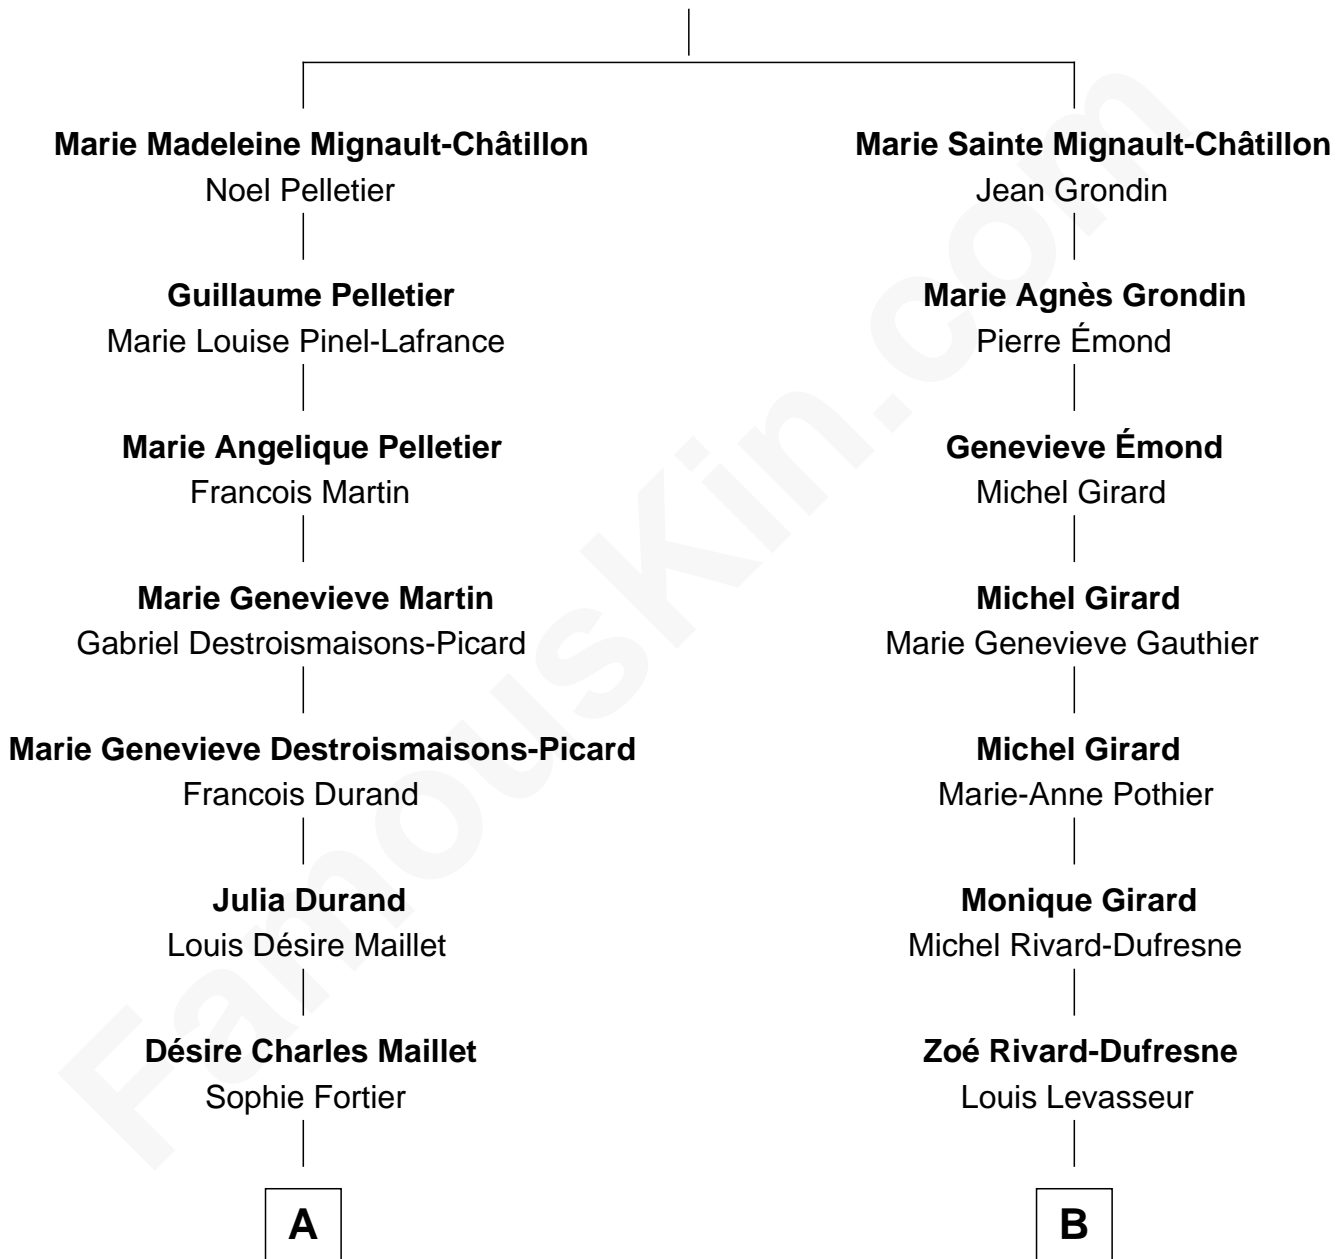 Marie Madeleine Mignault-Châtillon
Noel Pelletier
Guillaume Pelletier
Marie Louise Pinel-Lafrance
Marie Angelique Pelletier
Francois Martin
Marie Genevieve Martin
Gabriel Destroismaisons-Picard
Marie Genevieve Destroismaisons-Picard
Francois Durand
Julia Durand
Louis Désire Maillet
Désire Charles Maillet
Sophie Fortier
A
Marie Sainte Mignault-Châtillon
Jean Grondin
Marie Agnès Grondin
Pierre Émond
Genevieve Émond
Michel Girard
Michel Girard
Marie Genevieve Gauthier
Michel Girard
Marie-Anne Pothier
Monique Girard
Michel Rivard-Dufresne
Zoé Rivard-Dufresne
Louis Levasseur
B
FamousKin.com